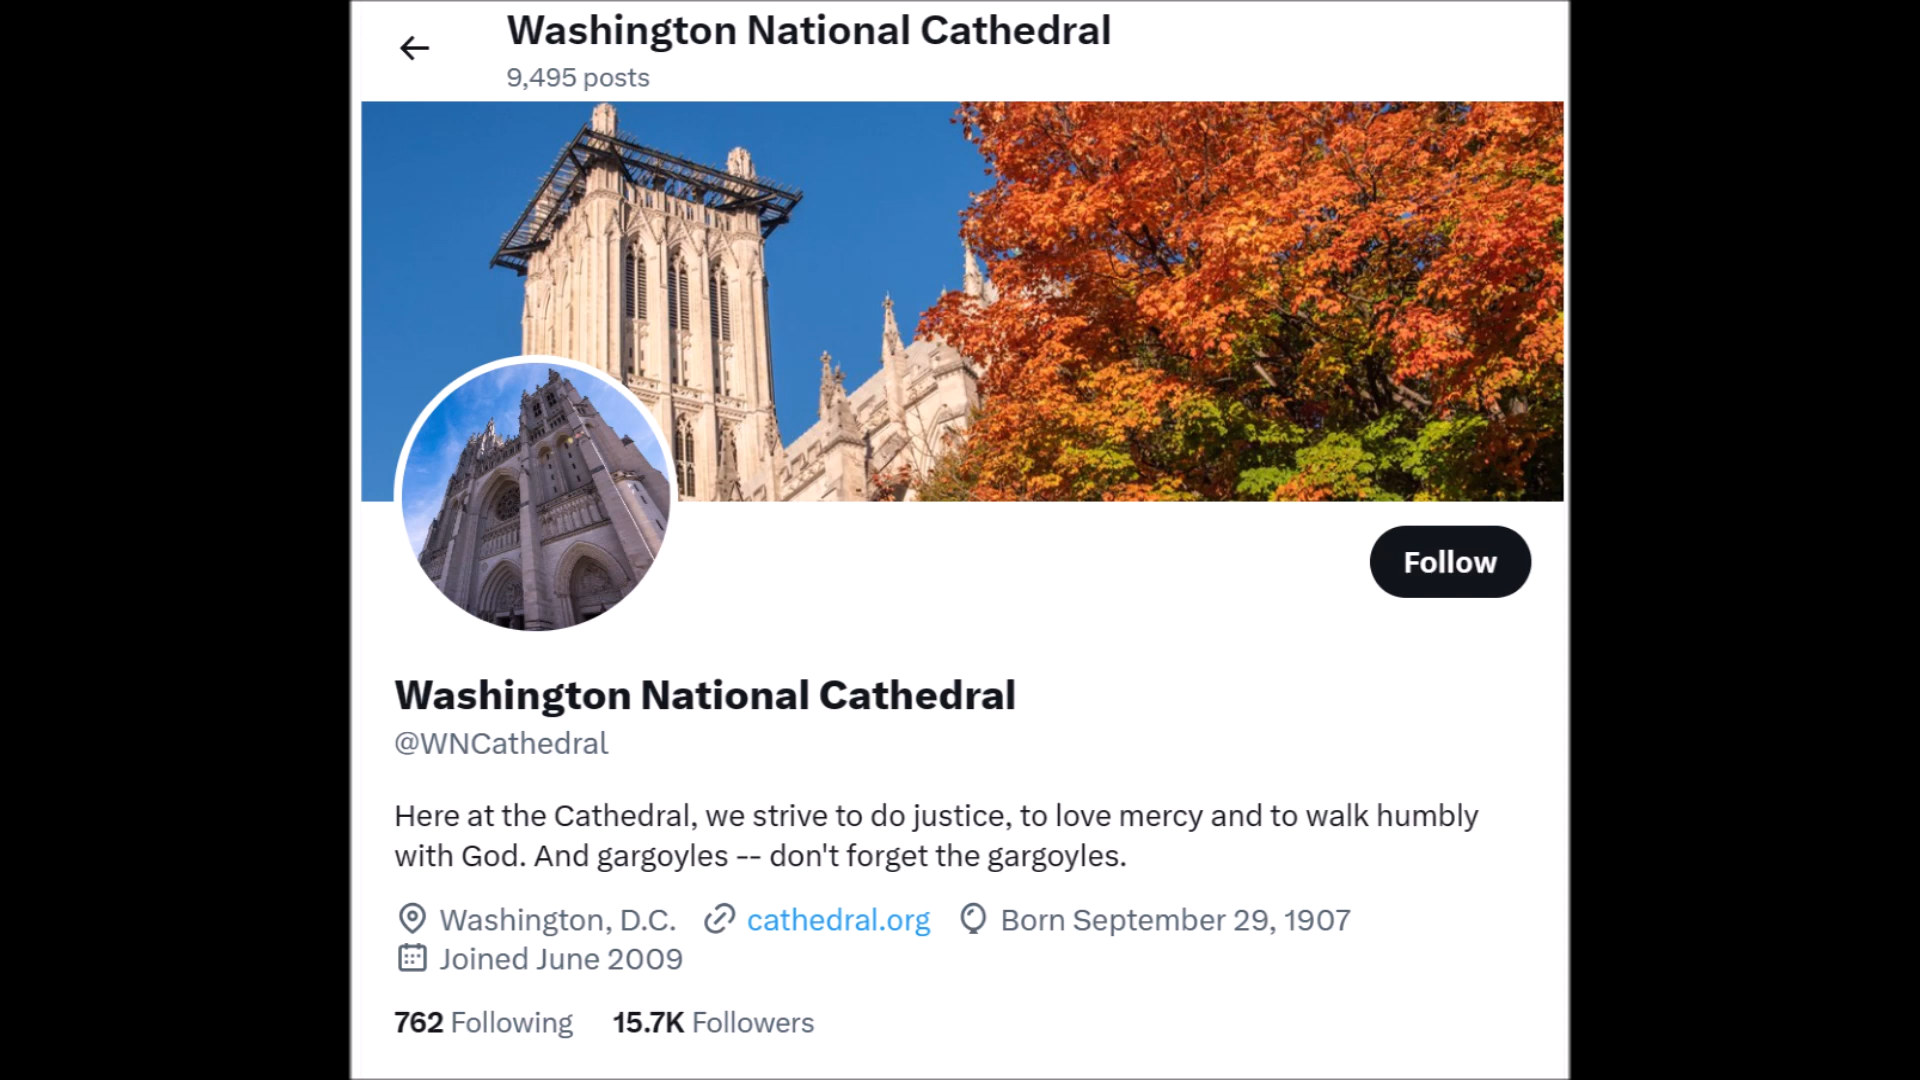 Washington National Cathedral
9,495 posts
Follow
Washington National Cathedral
@WNCathedral
Here at the Cathedral, we strive to do justice, to love mercy and to walk humbly
with God. And gargoyles -- don't forget the gargoyles.
Washington, D.C. cathedral.org Born September 29, 1907
Joined June 2009
762 Following 15.7K Followers